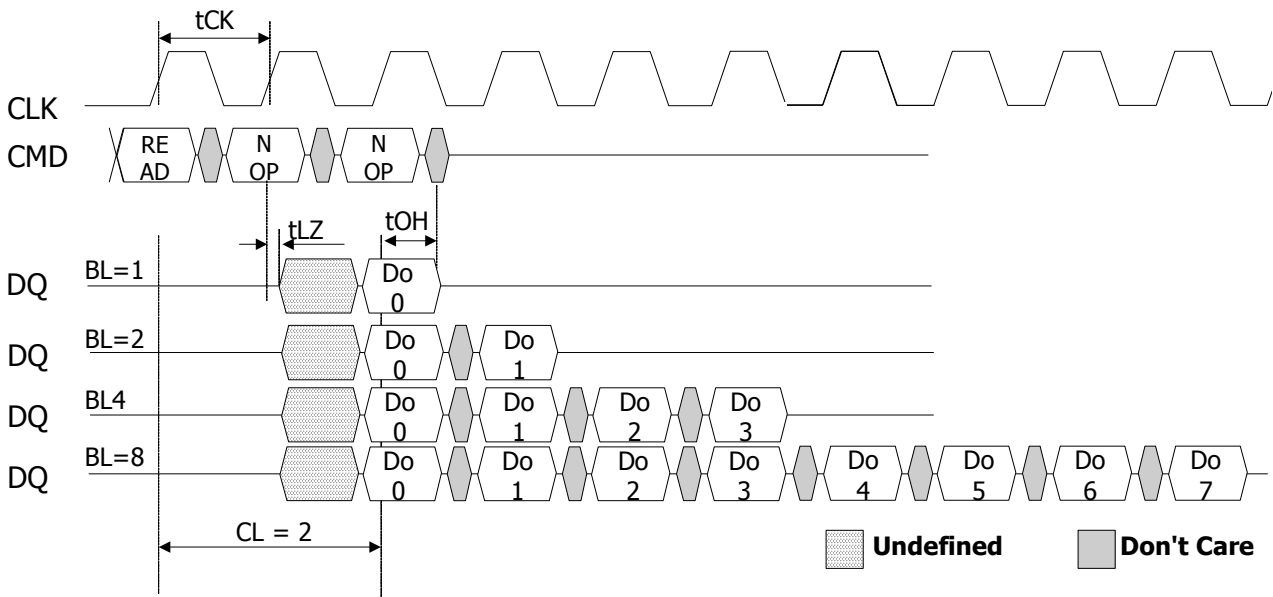 tCK
CLK
CMD
RE
AD
N
OP
N
OP
tLZ
tOH
DQ
BL=1
Do
0
DQ
BL=2
Do
0
Do
1
DQ
BL4
Do
0
Do
1
Do
2
Do
3
DQ
BL=8
Do
0
Do
1
Do
2
Do
3
Do
4
Do
5
Do
6
Do
7
CL = 2
Undefined
Don't Care